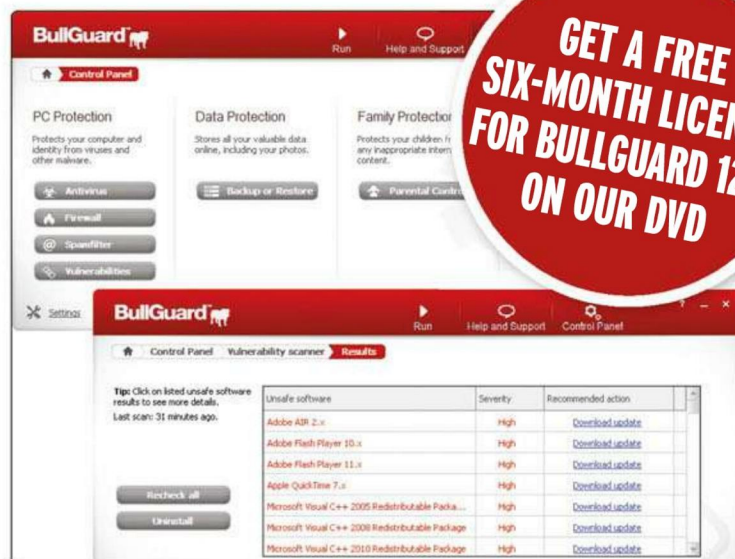 BullGuard
Run
Help and Support
GET A FREE
SIX-MONTH
FOR BULLGUARD
ON OUR DVD
Control Panel
PC Protection
Protects your computer and
identity from viruses and
other malware.
Antivirus
Firewall
Spamfilter
Vulnerabilities
Data Protection
Stores all your valuable data
online, including your photos.
Backup or Restore
Family Protection
Protects your children
any inappropriate
content.
Parental
Settings
BullGuard
Run
Help and Support
Control Panel
? _ ×
Control Panel
Vulnerability scanner
Results
Tip: Click on listed unsafe software
results to see more details.
Last scan: 31 minutes ago.
Recheck all
Uninstall
Unsafe software Severity Recommended action
Adobe AIR 2.x High Download update
Adobe Flash Player 10.x High Download update
Adobe Flash Player 11.x High Download update
Apple QuickTime 7.x High Download update
Microsoft Visual C++ 2005 Redistributable Packa... High Download update
Microsoft Visual C++ 2008 Redistributable Package High Download update
Microsoft Visual C++ 2010 Redistributable Package High Download update